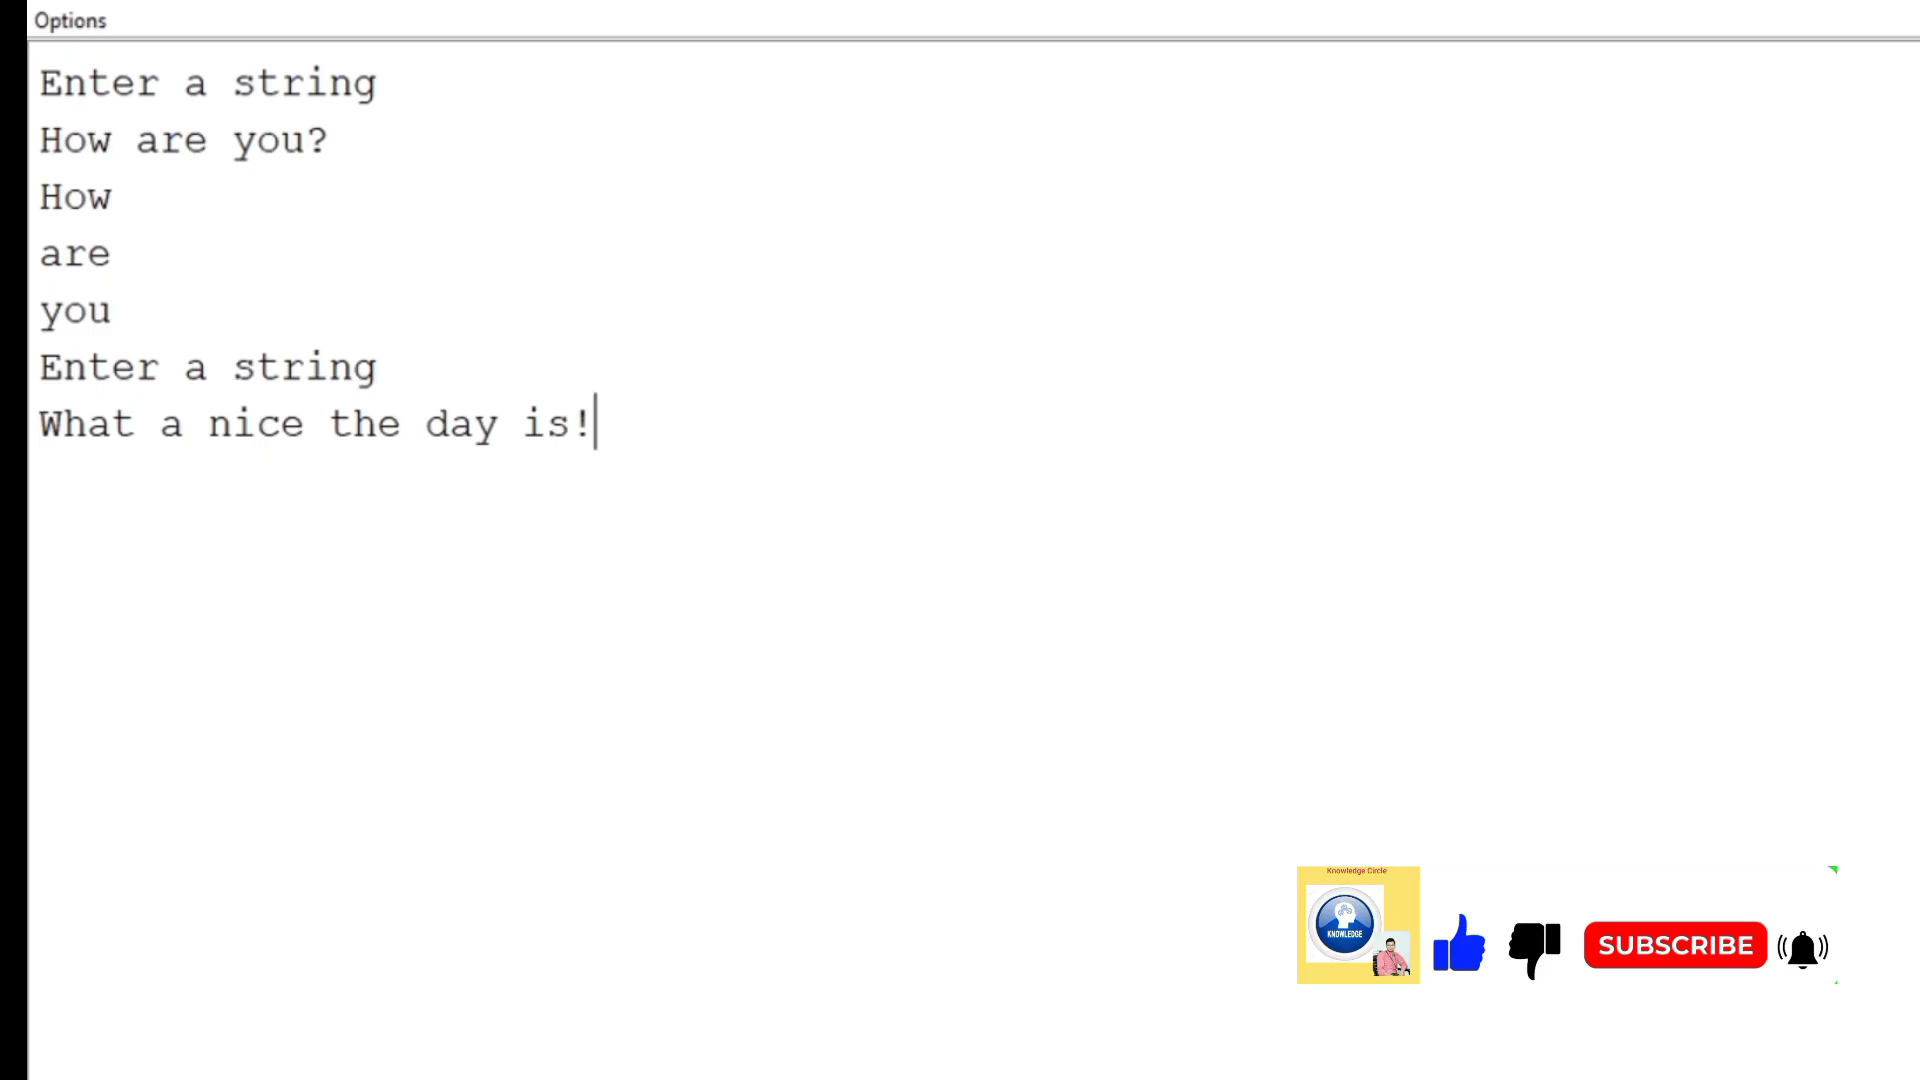 Options
Enter a string
How are you?
How
are
you
Enter a string
What a nice the day is!
Knowledge Circle
KNOWLEDGE
SUBSCRIBE